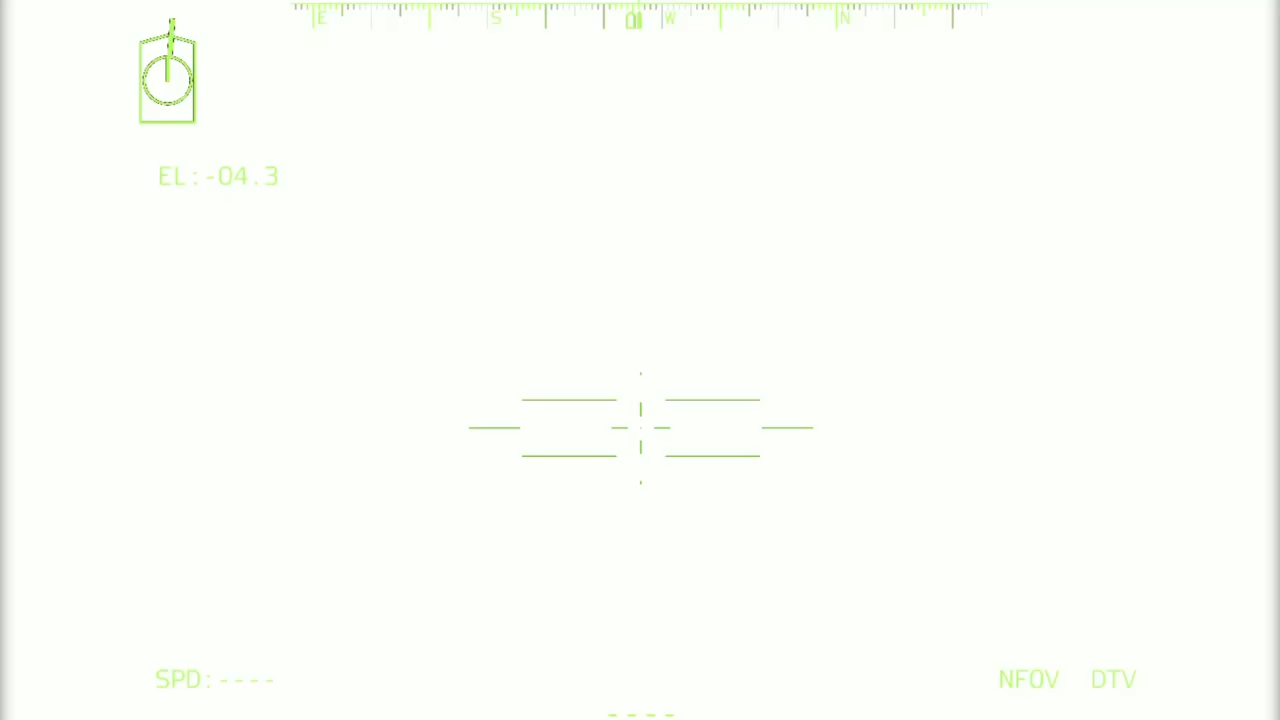 E S W N
EL:-04.3
SPD:----
NFOV DTV
----